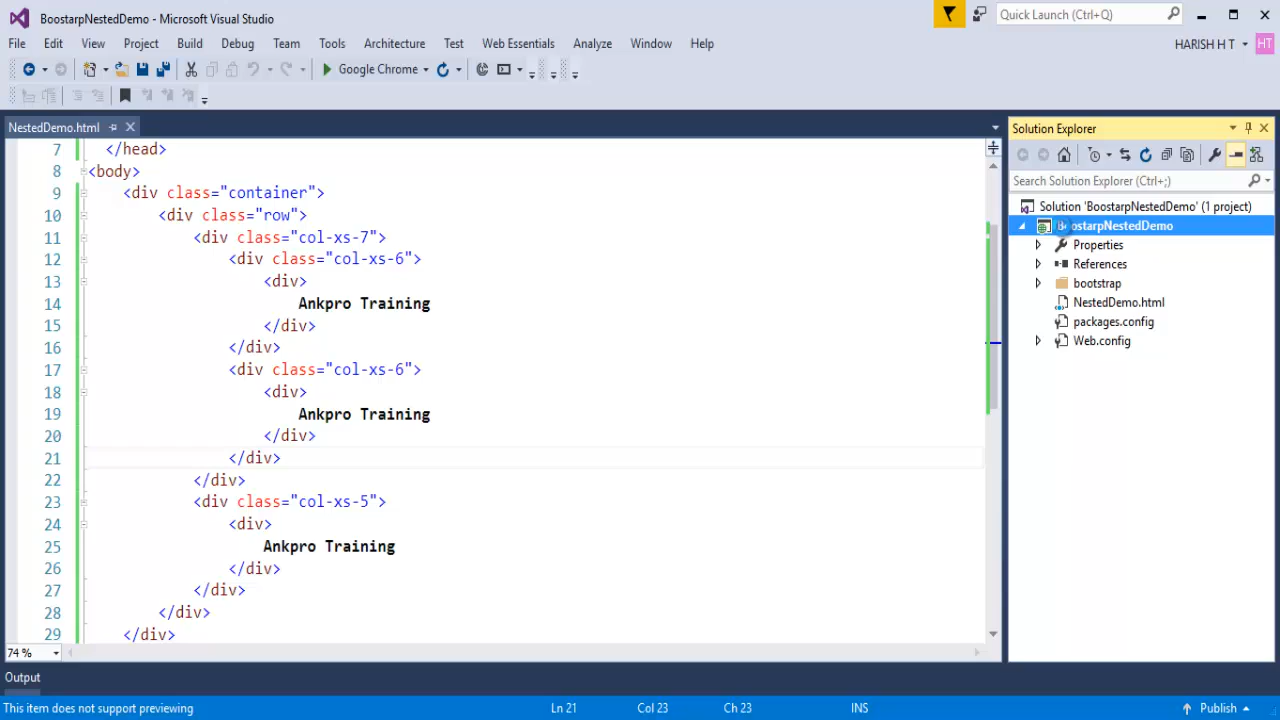 BoostarpNestedDemo - Microsoft Visual Studio
Quick Launch (Ctrl+Q)
File Edit View Project Build Debug Team Tools Architecture Test Web Essentials Analyze Window Help
HARISH H T HT
Google Chrome
NestedDemo.html
7 </head>
8 <body>
9 <div class="container">
10 <div class="row">
11 <div class="col-xs-7">
12 <div class="col-xs-6">
13 <div>
14 Ankpro Training
15 </div>
16 </div>
17 <div class="col-xs-6">
18 <div>
19 Ankpro Training
20 </div>
21 </div>
22 </div>
23 <div class="col-xs-5">
24 <div>
25 Ankpro Training
26 </div>
27 </div>
28 </div>
29 </div>
74 %
Solution Explorer
Search Solution Explorer (Ctrl+;)
Solution 'BoostarpNestedDemo' (1 project)
BoostarpNestedDemo
Properties
References
bootstrap
NestedDemo.html
packages.config
Web.config
Output
This item does not support previewing Ln 21 Col 23 Ch 23 INS Publish